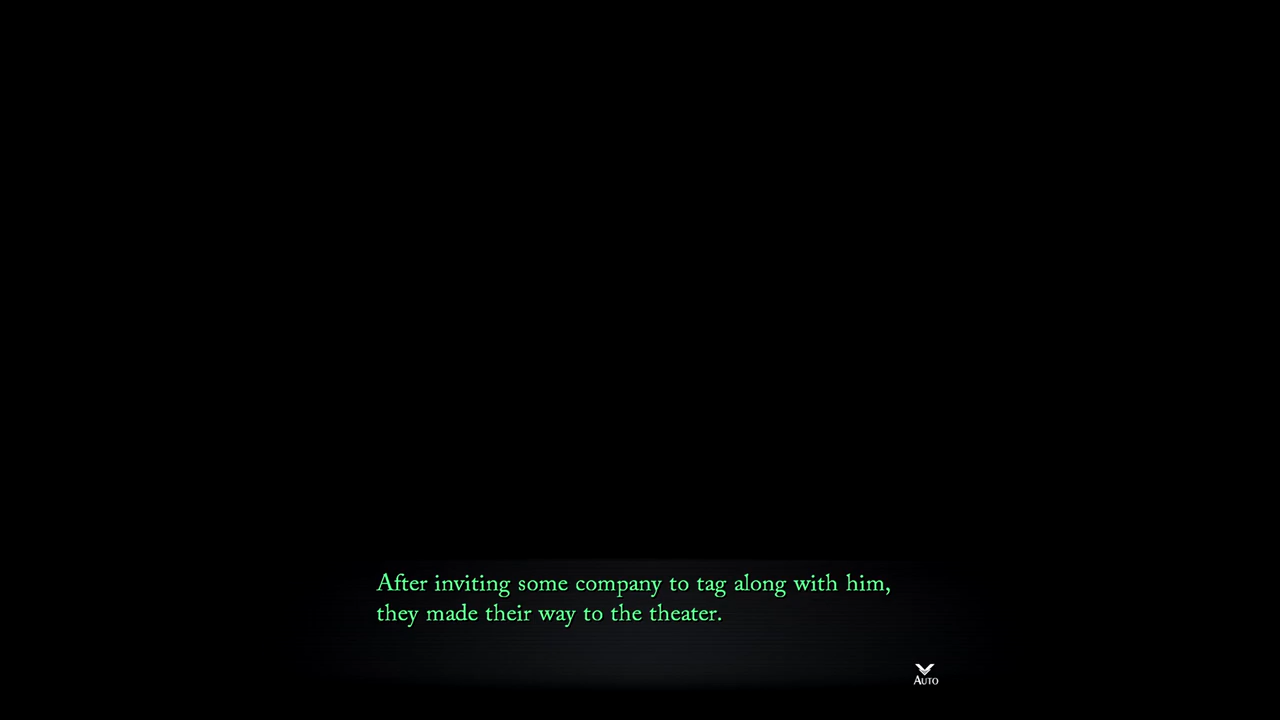 After inviting some company to tag along with him,
they made their way to the theater.
AUTO